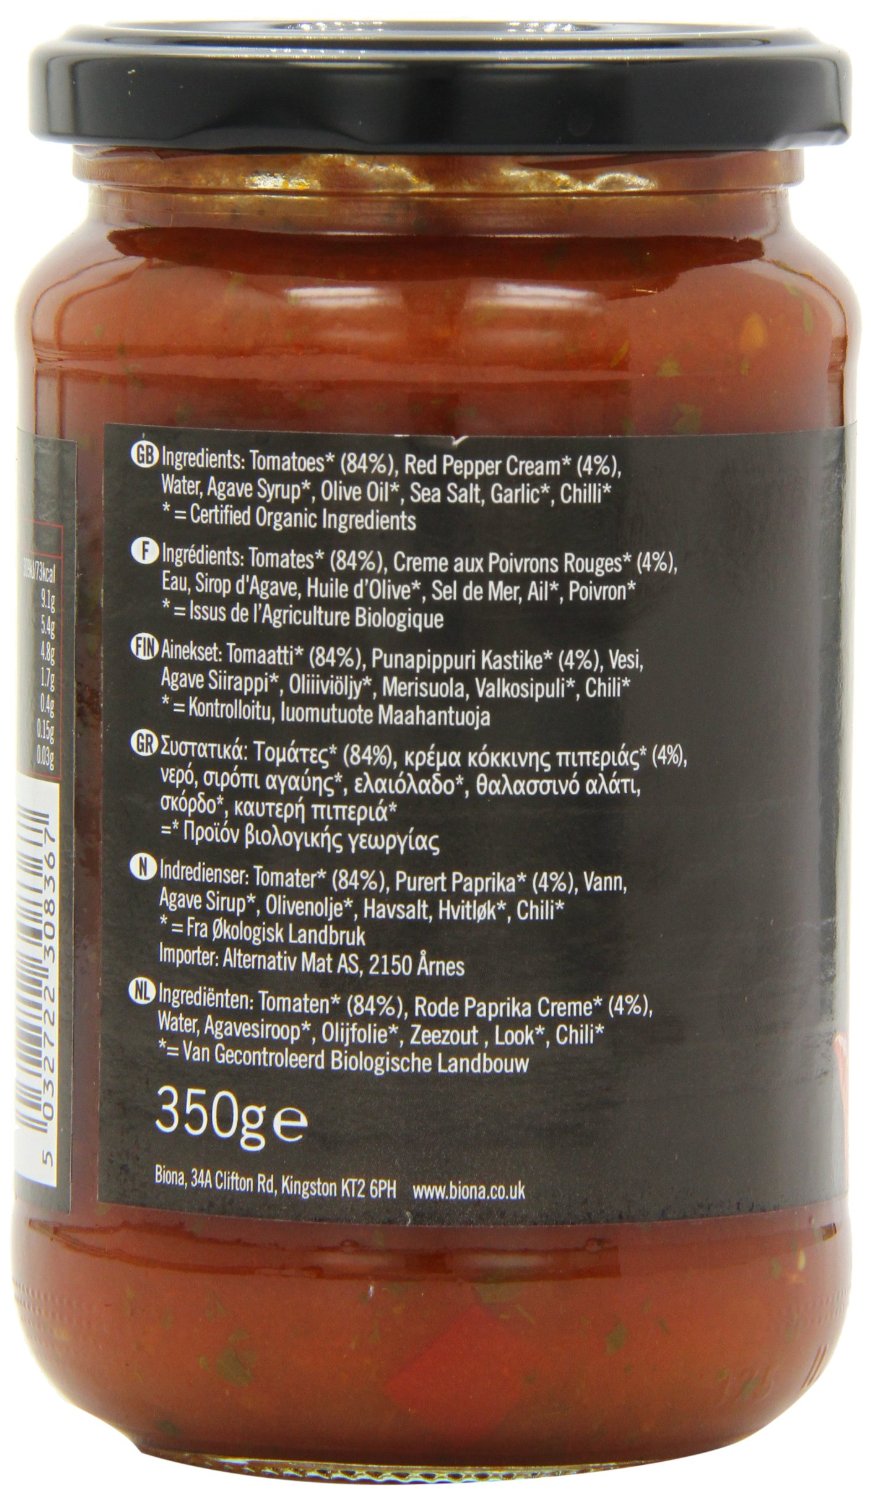 GB Ingredients: Tomatoes* (84%), Red Pepper Cream* (4%),
Water, Agave Syrup*, Olive Oil*, Sea Salt, Garlic*, Chilli*
* = Certified Organic Ingredients
F Ingrédients: Tomates* (84%), Creme aux Poivrons Rouges* (4%),
Eau, Sirop d'Agave, Huile d'Olive*, Sel de Mer, Ail*, Poivron*
* = Issus de l'Agriculture Biologique
FIN Ainekset: Tomaatti* (84%), Punapippuri Kastike* (4%), Vesi,
Agave Siirappi*, Oliiiviöljy*, Merisuola, Valkosipuli*, Chili*
* = Kontrolloitu, luomutuote Maahantuoja
GR Συστατικά: Τομάτες* (84%), κρέμα κόκκινης πιπεριάς* (4%),
νερό, σιρόπι αγαύης*, ελαιόλαδο*, θαλασσινό αλάτι,
σκόρδο*, καυτερή πιπεριά*
=* Προϊόν βιολογικής γεωργίας
N Indredienser: Tomater* (84%), Purert Paprika* (4%), Vann,
Agave Sirup*, Olivenolje*, Havsalt, Hvitløk*, Chili*
* = Fra Økologisk Landbruk
Importer: Alternativ Mat AS, 2150 Årnes
NL Ingrediënten: Tomaten* (84%), Rode Paprika Creme* (4%),
Water, Agavesiroop*, Olijfolie*, Zeezout , Look*, Chili*
*= Van Gecontroleerd Biologische Landbouw
350g e
Biona, 34A Clifton Rd, Kingston KT2 6PH www.biona.co.uk
9.1g
5.4g
4.8g
1.7g
0.4g
0.15g
0.03g
5 032722 308367